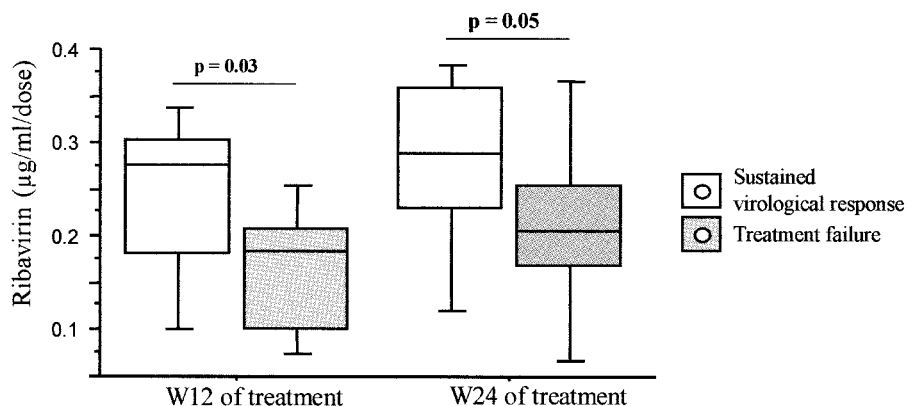 p = 0.05
p = 0.03
0.4
0.3
0.2
0.1
Ribavirin (µg/ml/dose)
W12 of treatment
W24 of treatment
Sustained
virological response
Treatment failure